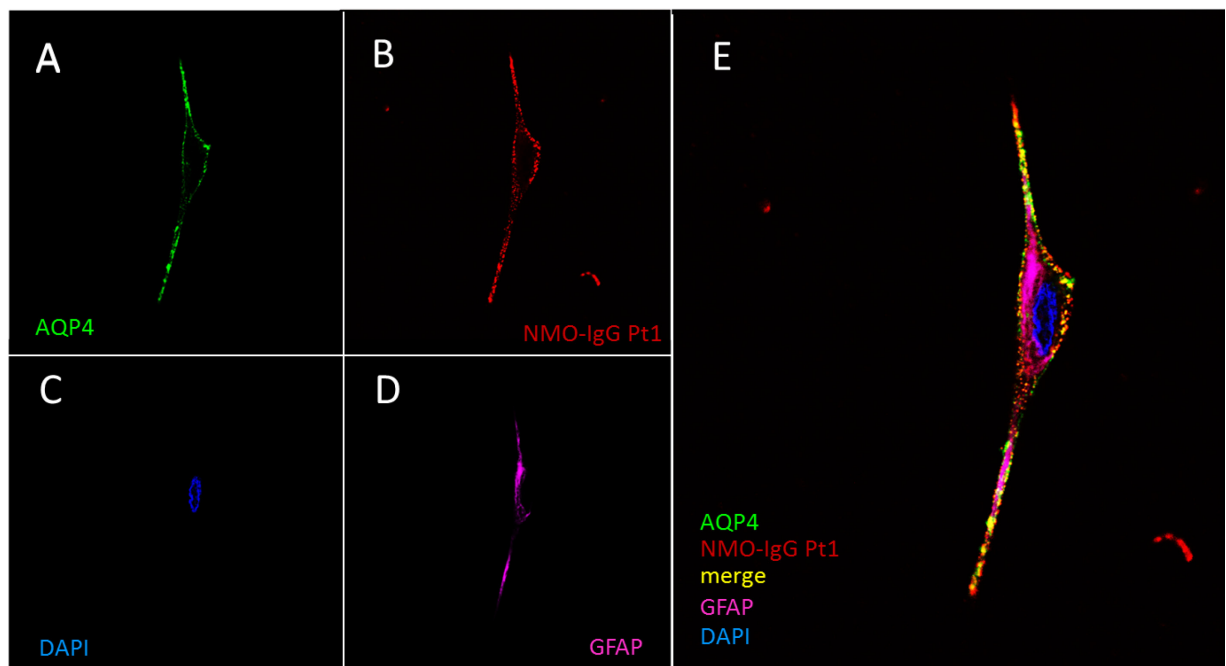 A
AQP4
B
NMO-IgG Pt1
C
DAPI
D
GFAP
E
AQP4
NMO-IgG Pt1
merge
GFAP
DAPI